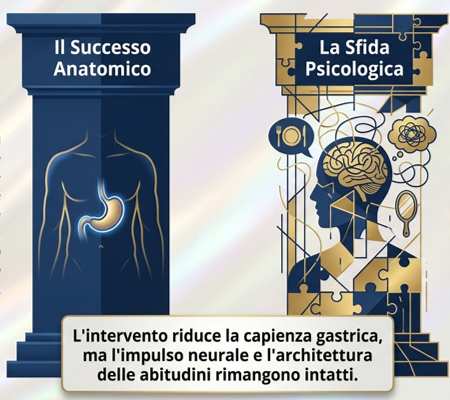 Il Successo
Anatomico
La Sfida
Psicologica
L'intervento riduce la capienza gastrica,
ma l'impulso neurale e l'architettura
delle abitudini rimangono intatti.